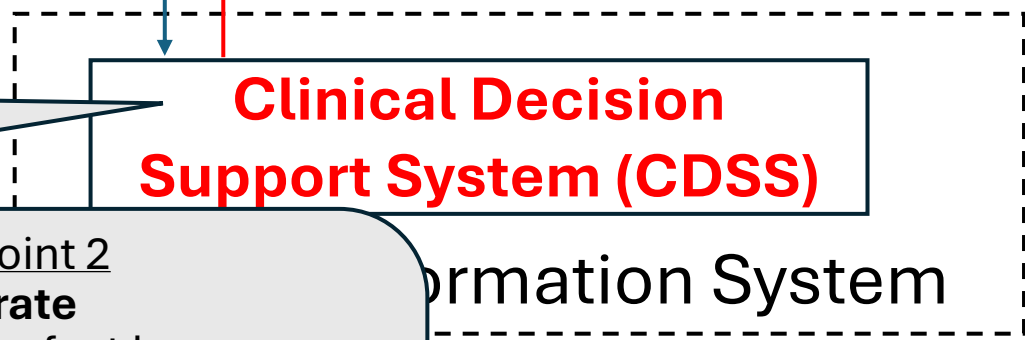 Clinical Decision
Support System (CDSS)
oint 2
ormation System
rate